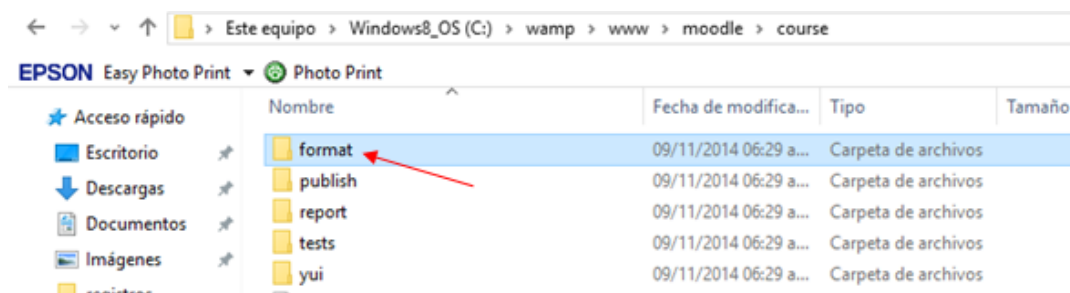 Este equipo > Windows8_OS (C:) > wamp > www > moodle > course
EPSON Easy Photo Print Photo Print
Acceso rápido
Escritorio
Descargas
Documentos
Imágenes
registros
Nombre Fecha de modifica... Tipo Tamaño
format 09/11/2014 06:29 a... Carpeta de archivos
publish 09/11/2014 06:29 a... Carpeta de archivos
report 09/11/2014 06:29 a... Carpeta de archivos
tests 09/11/2014 06:29 a... Carpeta de archivos
yui 09/11/2014 06:29 a... Carpeta de archivos